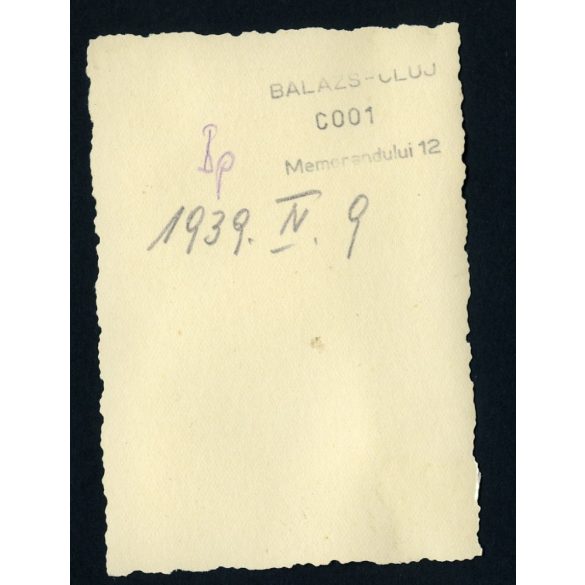 BALAZS-CLUJ
C001
Memorandului 12
Bp
1939. IV. 9